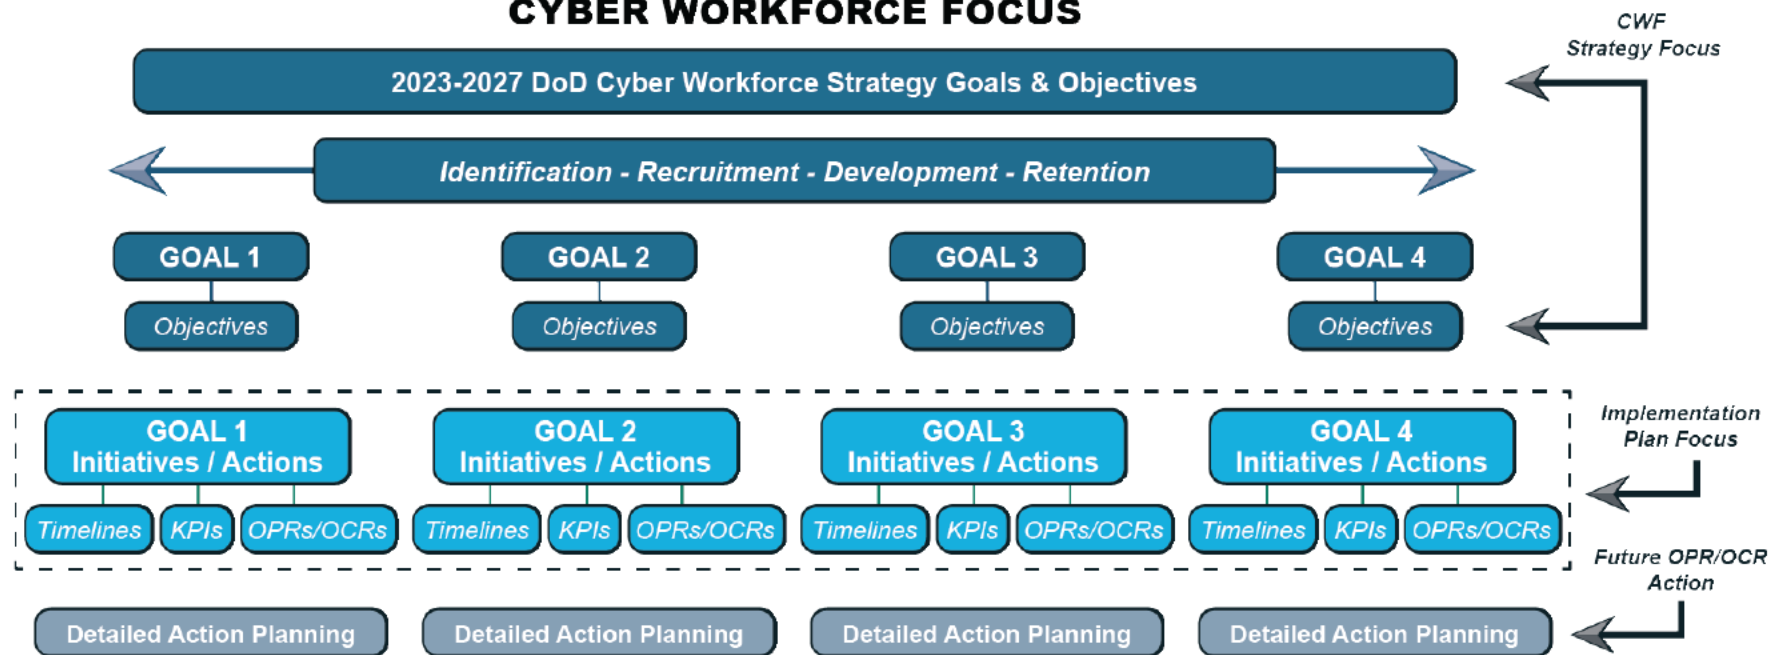 CYBER WORKFORCE FOCUS
CWF
Strategy Focus
2023-2027 DoD Cyber Workforce Strategy Goals & Objectives
Identification - Recruitment - Development - Retention
GOAL 1
GOAL 2
GOAL 3
GOAL 4
Objectives
Objectives
Objectives
Objectives
Implementation
Plan Focus
GOAL 1
Initiatives / Actions
GOAL 2
Initiatives / Actions
GOAL 3
Initiatives / Actions
GOAL 4
Initiatives / Actions
Timelines
KPIs
OPRs/OCRs
Timelines
KPIs
OPRs/OCRs
Timelines
KPIs
OPRs/OCRs
Timelines
KPIs
OPRs/OCRs
Future OPR/OCR
Action
Detailed Action Planning
Detailed Action Planning
Detailed Action Planning
Detailed Action Planning